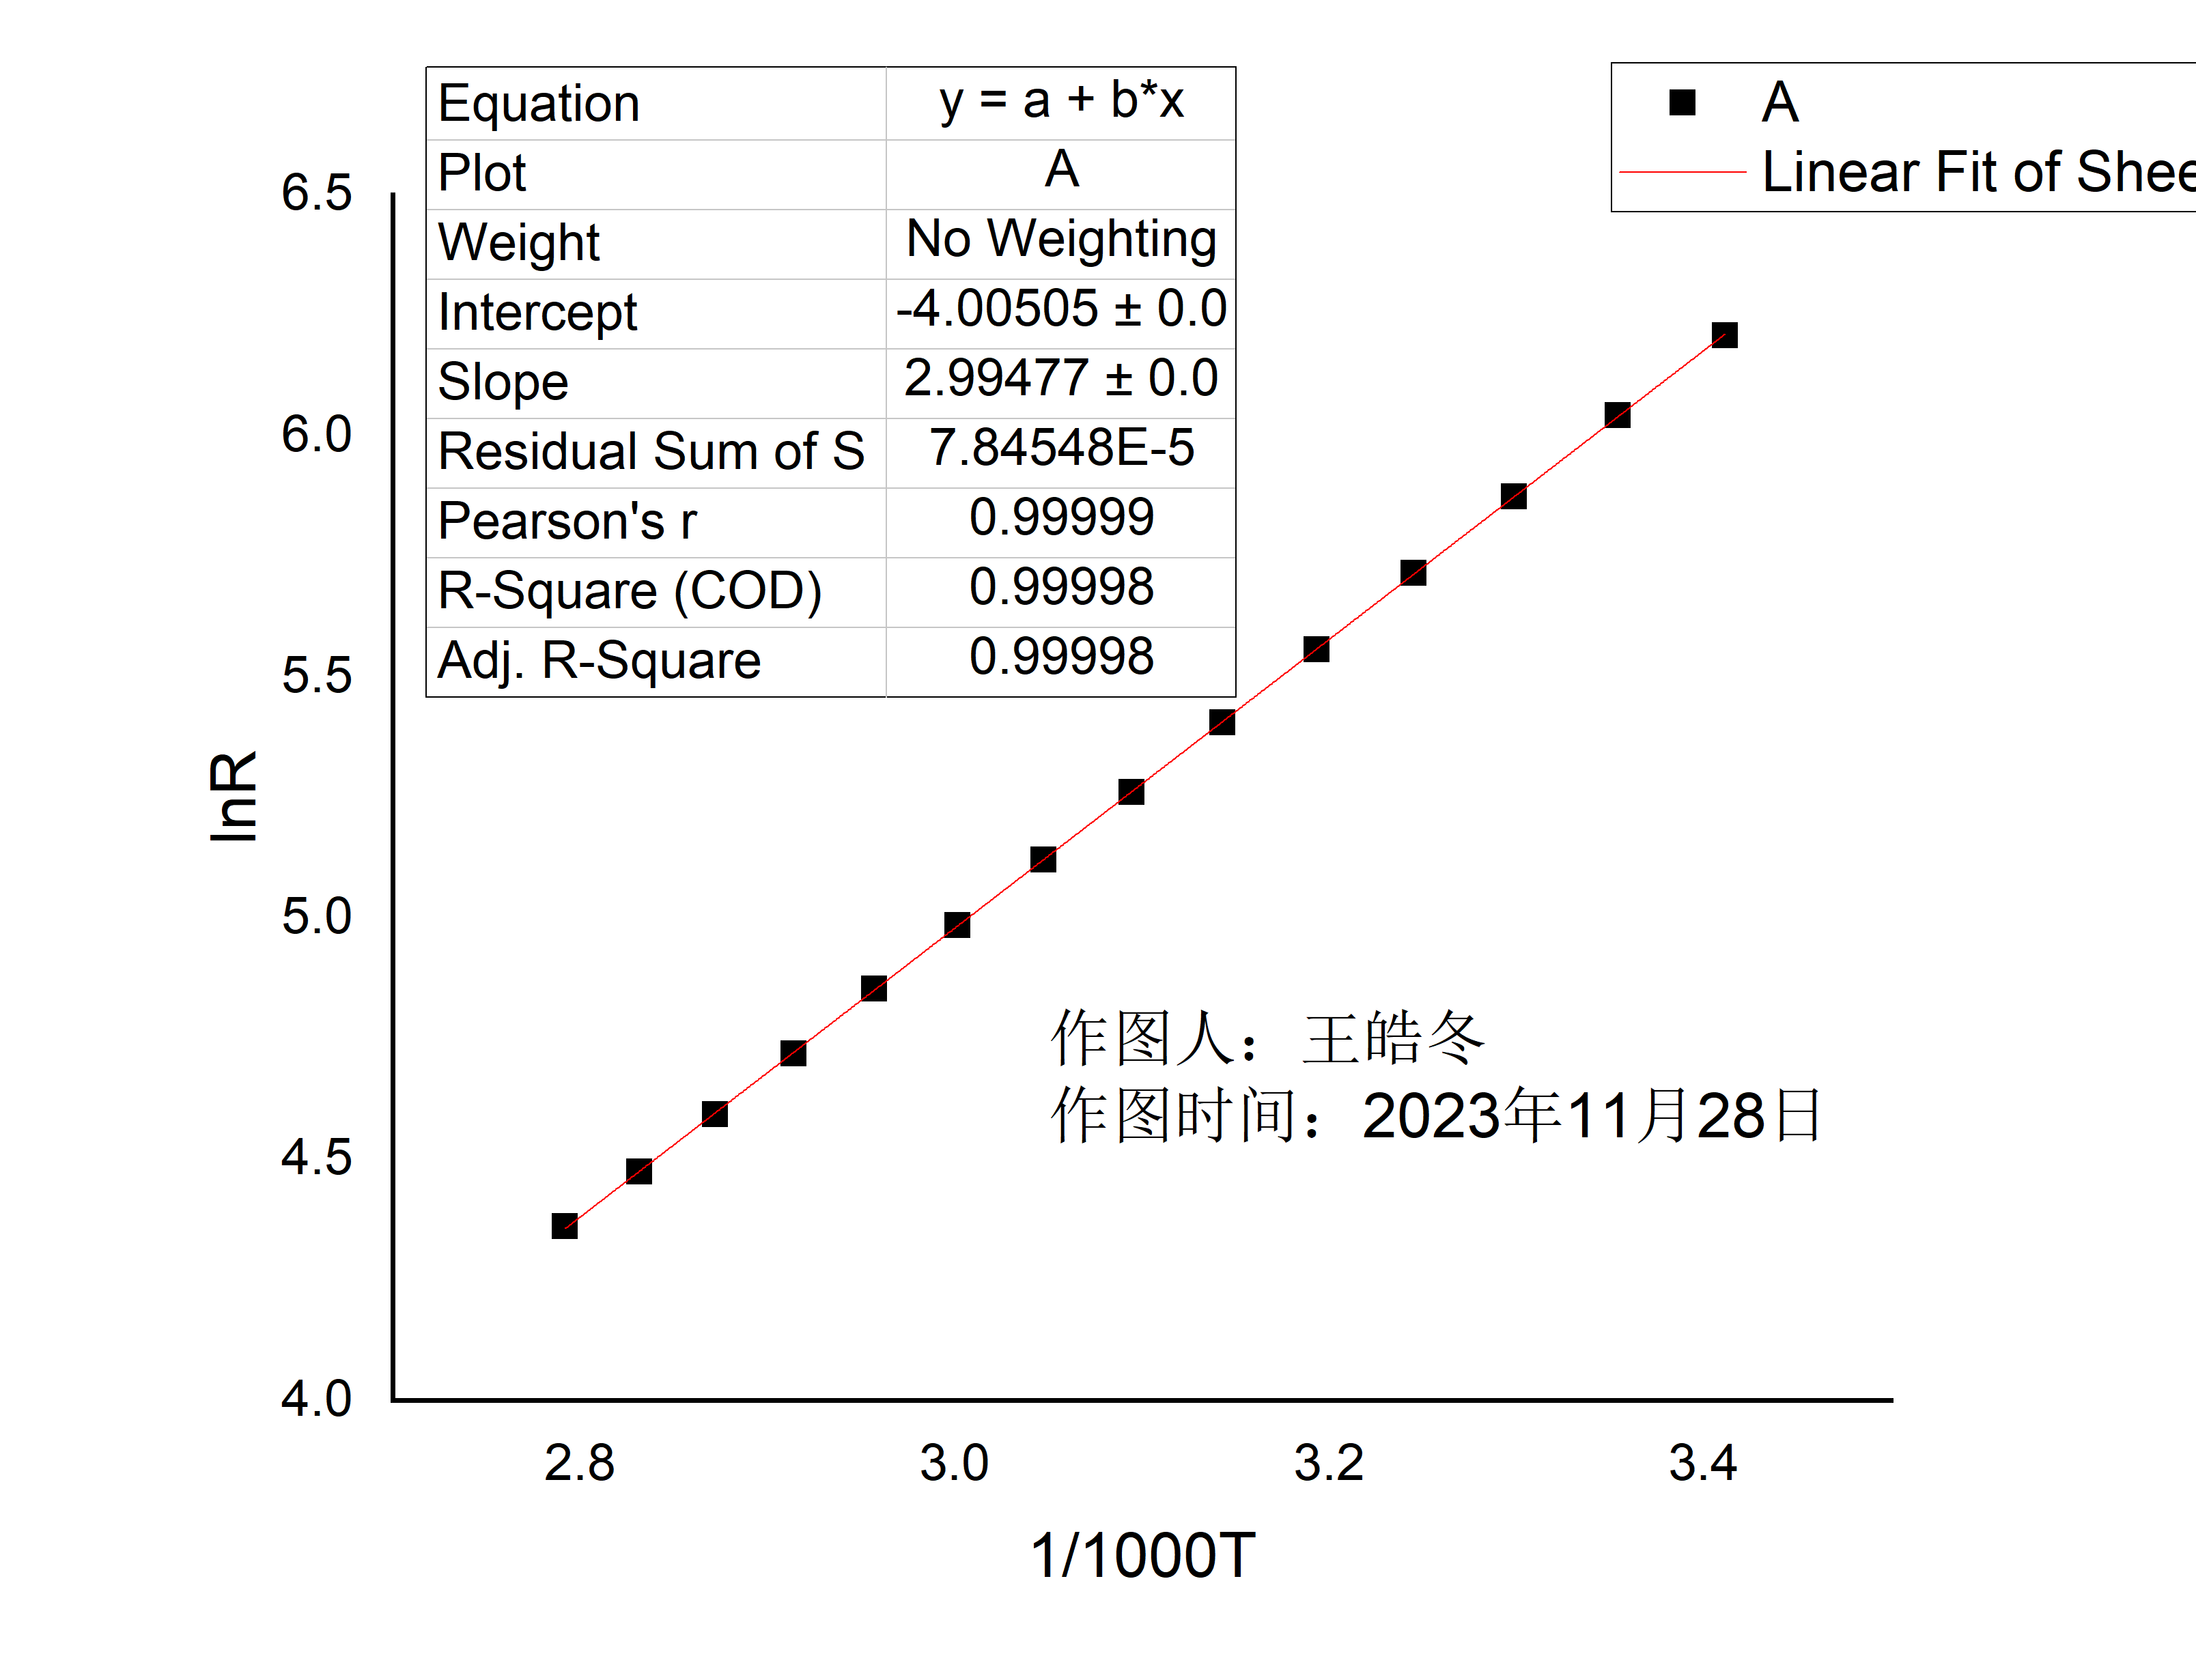 Equation y = a + b*x
Plot A
Weight No Weighting
Intercept -4.00505 ± 0.0
Slope 2.99477 ± 0.0
Residual Sum of S 7.84548E-5
Pearson's r 0.99999
R-Square (COD) 0.99998
Adj. R-Square 0.99998
A
Linear Fit of Shee
6.5
6.0
5.5
5.0
4.5
4.0
lnR
作图人：王皓冬
作图时间：2023年11月28日
2.8 3.0 3.2 3.4
1/1000T